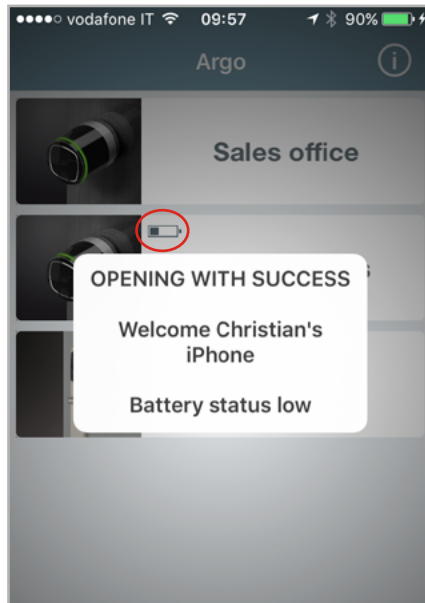 vodafone IT 09:57 90%
Argo
Sales office
OPENING WITH SUCCESS
Welcome Christian's
iPhone
Battery status low